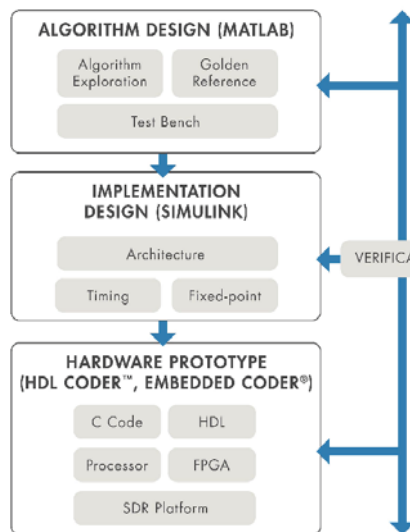 ALGORITHM DESIGN (MATLAB)
Algorithm
Exploration
Golden
Reference
Test Bench
IMPLEMENTATION
DESIGN (SIMULINK)
Architecture
Timing
Fixed-point
VERIFICA
HARDWARE PROTOTYPE
(HDL CODER™, EMBEDDED CODER®)
C Code
HDL
Processor
FPGA
SDR Platform